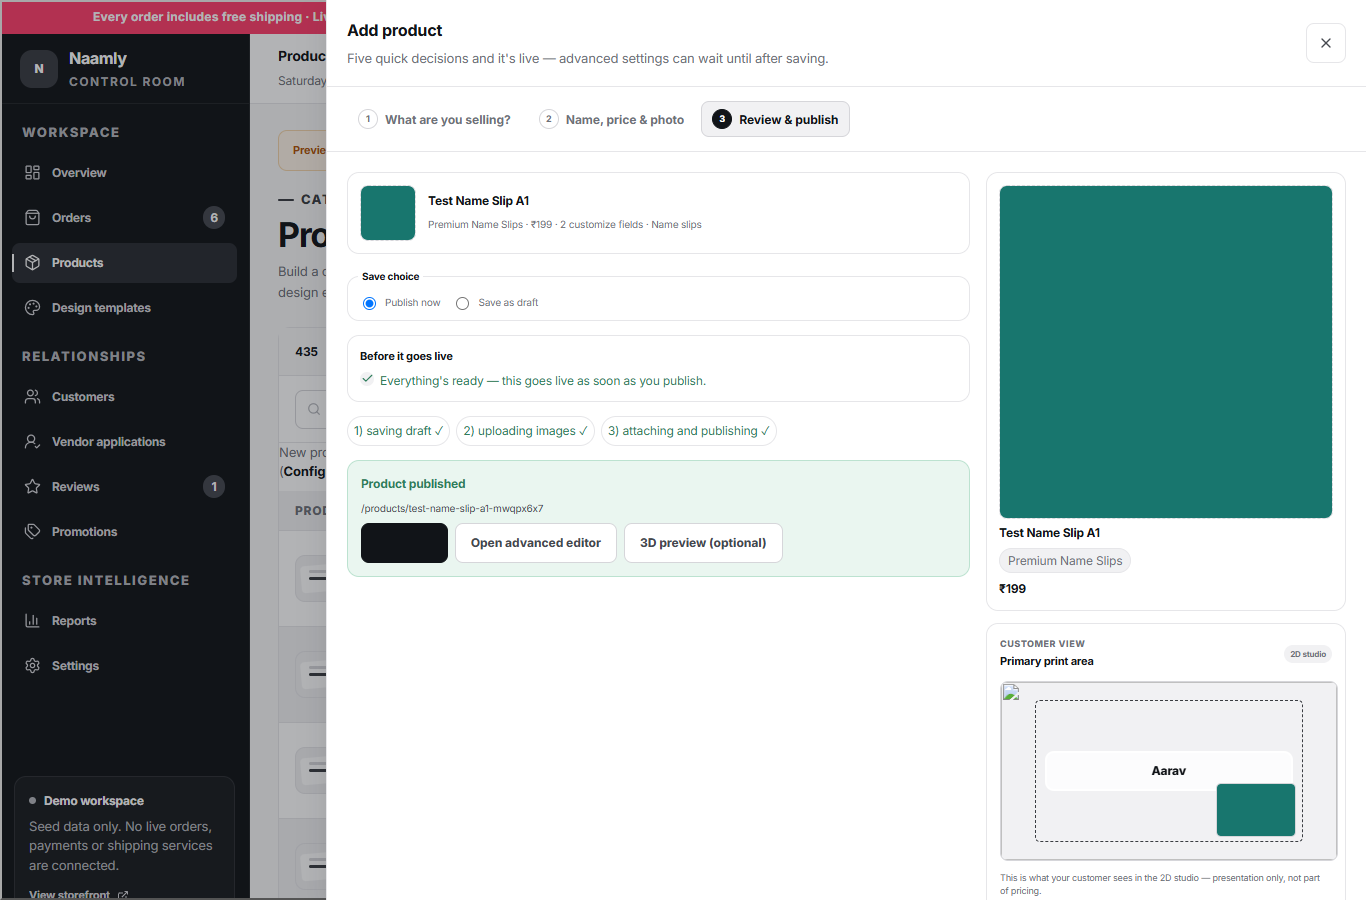 Every order includes free shipping · Liv
N
Naamly
CONTROL ROOM
WORKSPACE
Overview
Orders
6
Products
Design templates
RELATIONSHIPS
Customers
Vendor applications
Reviews
1
Promotions
STORE INTELLIGENCE
Reports
Settings
Demo workspace
Seed data only. No live orders,
payments or shipping services
are connected.
View storefront
Produc
Saturday
Previe
— CAT
Pro
Build a c
design e
435
New pro
(Config
PROD
Add product
Five quick decisions and it's live — advanced settings can wait until after saving.
1 What are you selling?
2 Name, price & photo
3 Review & publish
Test Name Slip A1
Premium Name Slips · ₹199 · 2 customize fields · Name slips
Save choice
Publish now
Save as draft
Before it goes live
✓ Everything's ready — this goes live as soon as you publish.
1) saving draft ✓
2) uploading images ✓
3) attaching and publishing ✓
Product published
/products/test-name-slip-a1-mwqpx6x7
Open advanced editor
3D preview (optional)
Test Name Slip A1
Premium Name Slips
₹199
CUSTOMER VIEW
Primary print area
2D studio
Aarav
This is what your customer sees in the 2D studio — presentation only, not part
of pricing.